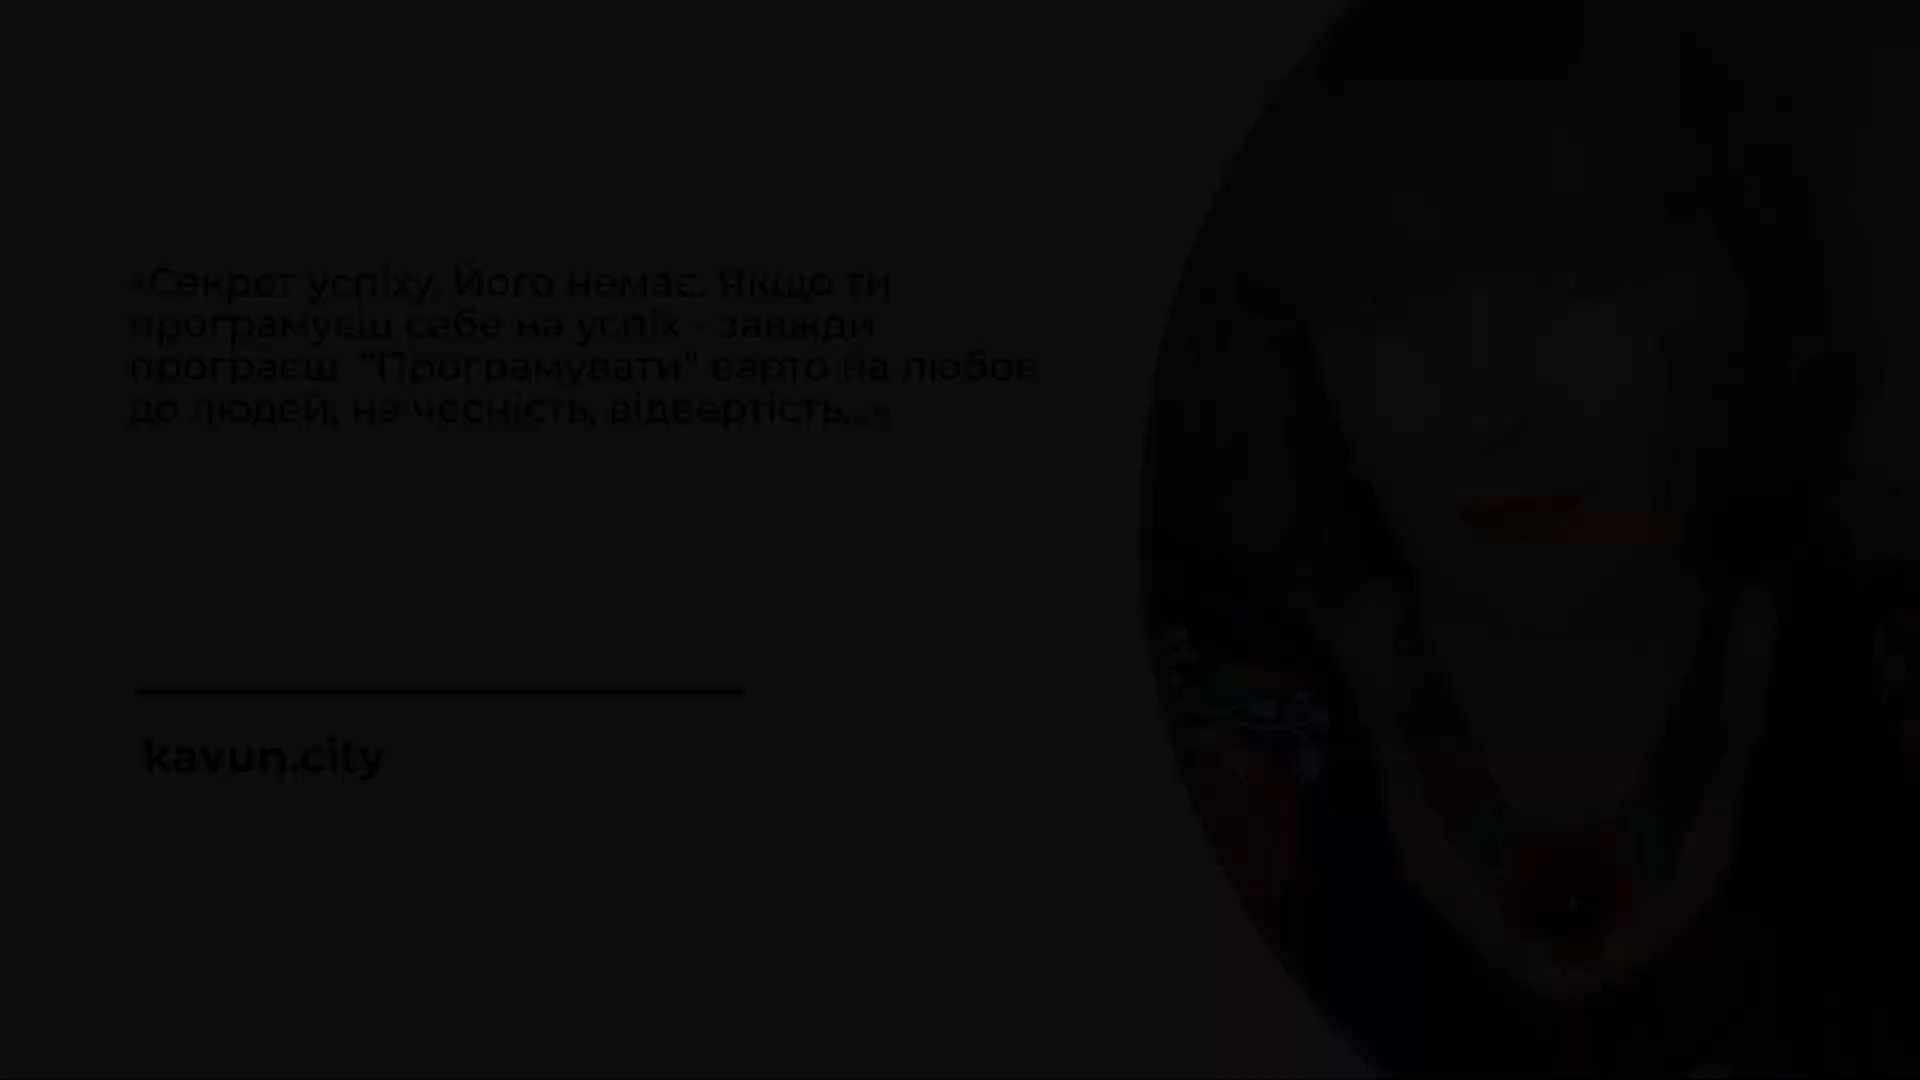 «Секрет успіху. Його немає. Якщо ти
програмуєш себе на успіх - завжди
програєш. "Програмувати" варто на любов
до людей, на чесність, відвертість...»
kavun.city